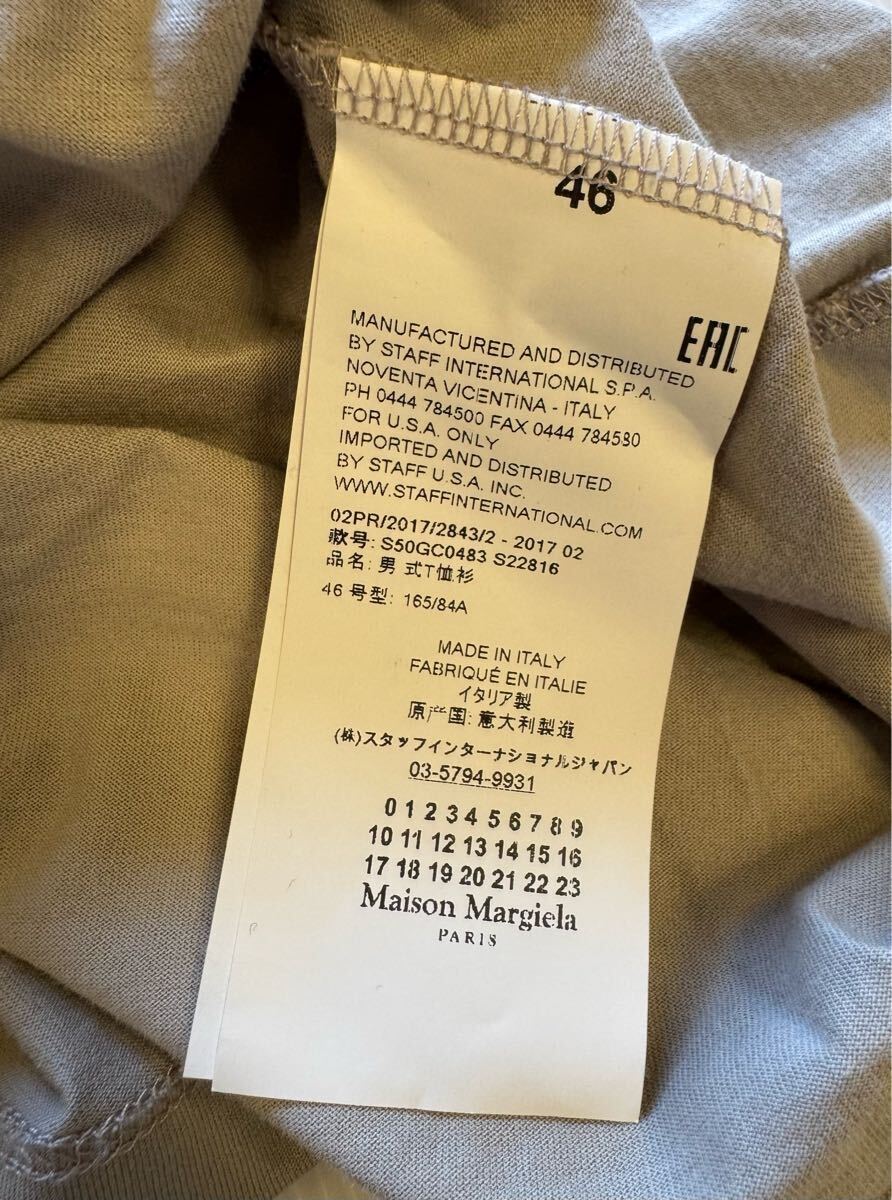 46
EAC
MANUFACTURED AND DISTRIBUTED
BY STAFF INTERNATIONAL S.P.A.
NOVENTA VICENTINA - ITALY
PH 0444 784500 FAX 0444 784580
FOR U.S.A. ONLY
IMPORTED AND DISTRIBUTED
BY STAFF U.S.A. INC.
WWW.STAFFINTERNATIONAL.COM
02PR/2017/2843/2 - 2017 02
款号: S50GC0483 S22816
品名: 男 式T恤衫
46 号型: 165/84A
MADE IN ITALY
FABRIQUÉ EN ITALIE
イタリア製
原产国: 意大利製造
(株)スタッフインターナショナルジャパン
03-5794-9931
0 1 2 3 4 5 6 7 8 9
10 11 12 13 14 15 16
17 18 19 20 21 22 23
Maison Margiela
PARIS